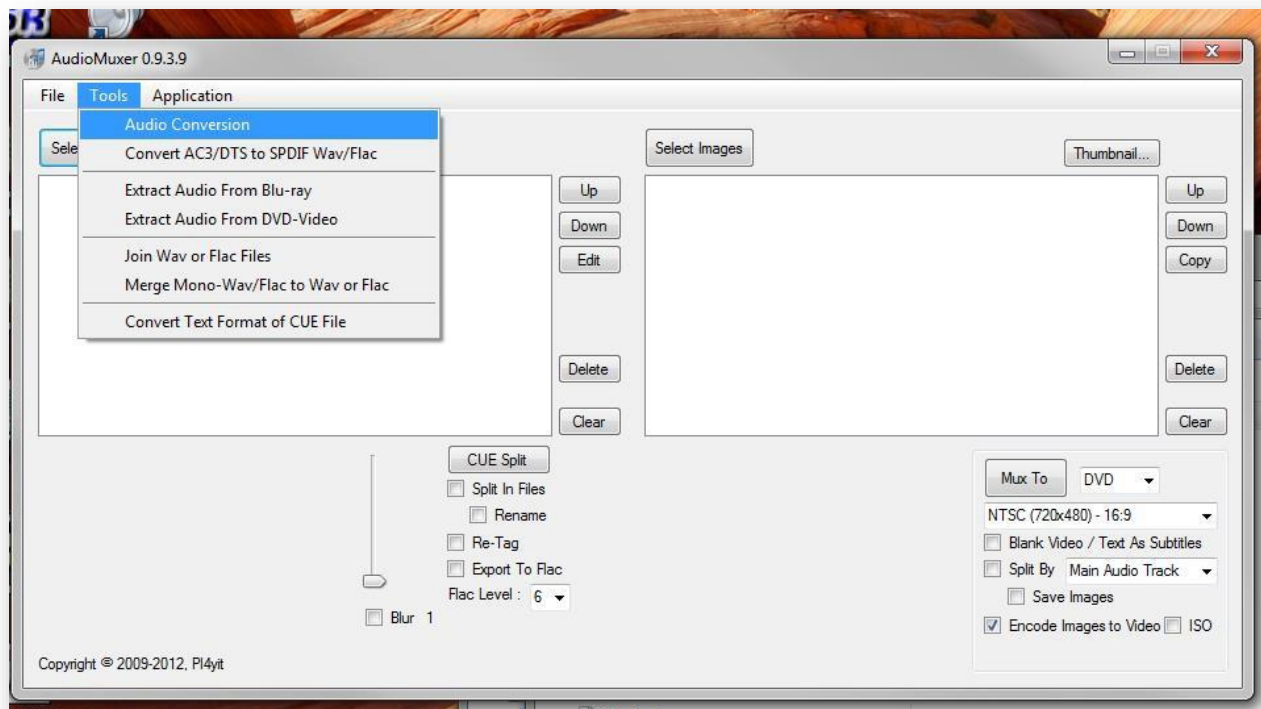 AudioMuxer 0.9.3.9
File Tools Application
Audio Conversion
Convert AC3/DTS to SPDIF Wav/Flac
Extract Audio From Blu-ray
Extract Audio From DVD-Video
Join Wav or Flac Files
Merge Mono-Wav/Flac to Wav or Flac
Convert Text Format of CUE File
Sele
Up
Down
Edit
Delete
Clear
Select Images
Thumbnail...
Up
Down
Copy
Delete
Clear
CUE Split
Split In Files
Rename
Re-Tag
Export To Flac
Flac Level : 6
Blur 1
Mux To DVD
NTSC (720x480) - 16:9
Blank Video / Text As Subtitles
Split By Main Audio Track
Save Images
Encode Images to Video ISO
Copyright © 2009-2012, Pl4yit